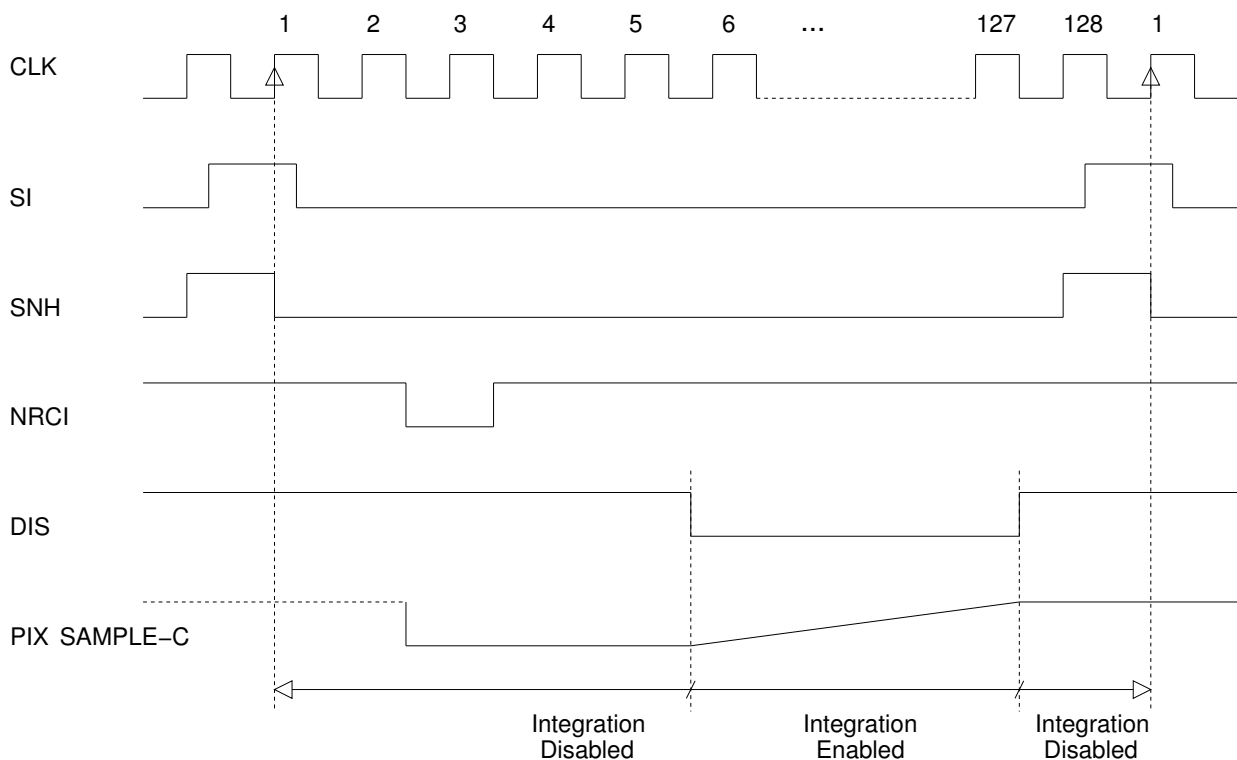 1 2 3 4 5 6 ... 127 128 1
CLK
SI
SNH
NRCI
DIS
PIX SAMPLE−C
Integration Disabled
Integration Enabled
Integration Disabled